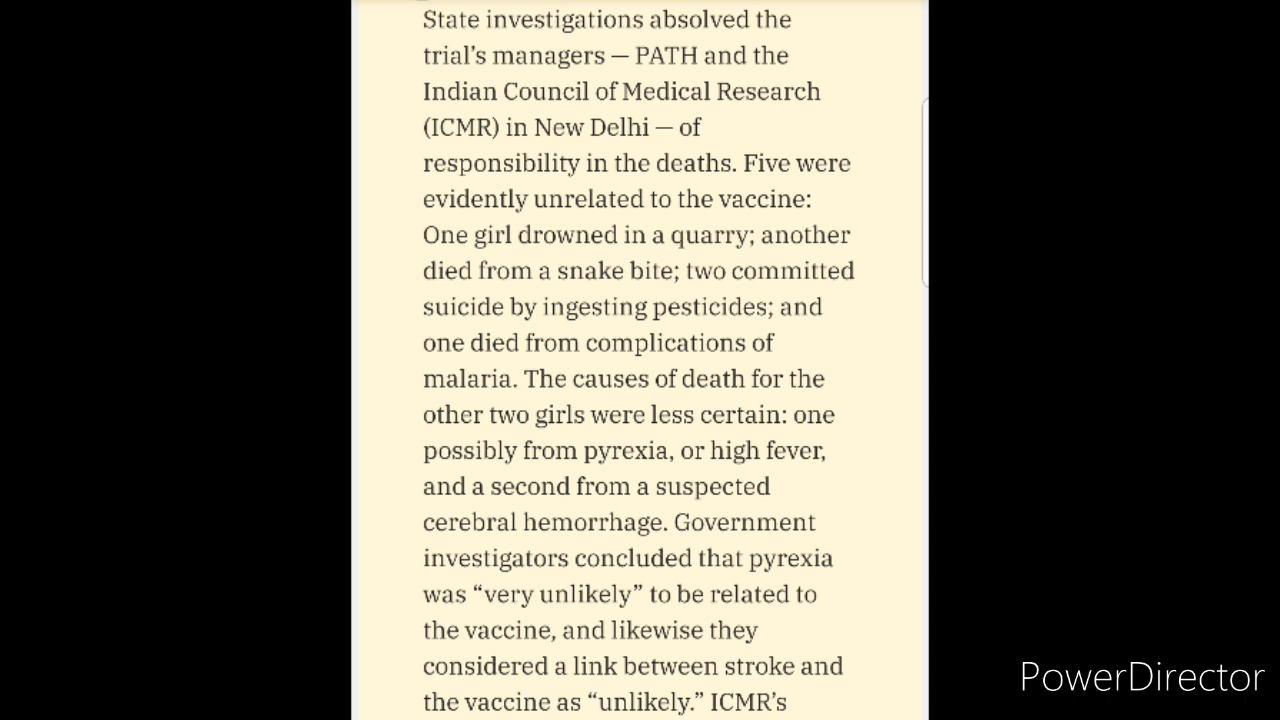 State investigations absolved the
trial’s managers — PATH and the
Indian Council of Medical Research
(ICMR) in New Delhi — of
responsibility in the deaths. Five were
evidently unrelated to the vaccine:
One girl drowned in a quarry; another
died from a snake bite; two committed
suicide by ingesting pesticides; and
one died from complications of
malaria. The causes of death for the
other two girls were less certain: one
possibly from pyrexia, or high fever,
and a second from a suspected
cerebral hemorrhage. Government
investigators concluded that pyrexia
was “very unlikely” to be related to
the vaccine, and likewise they
considered a link between stroke and
the vaccine as “unlikely.” ICMR’s
PowerDirector